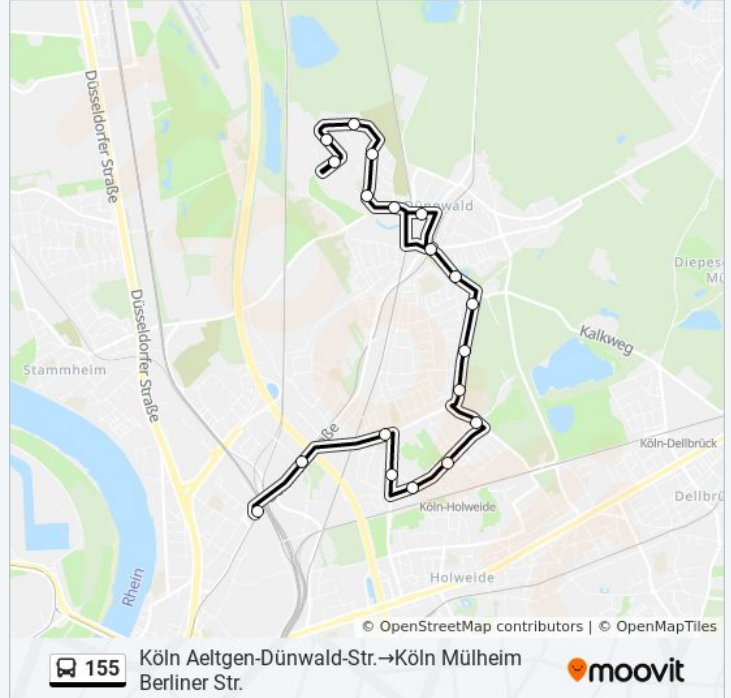 Düsseldorfer Straße
Dünnwald
Diepes
Mü
Kalkweg
Düsseldorfer Straße
Stammheim
ße
Köln-Dellbrück
Dellbrü
Köln-Holweide
Rhein
Holweide
© OpenStreetMap contributors | © OpenMapTiles
155
Köln Aeltgen-Dünwald-Str.→Köln Mülheim
Berliner Str.
moovit